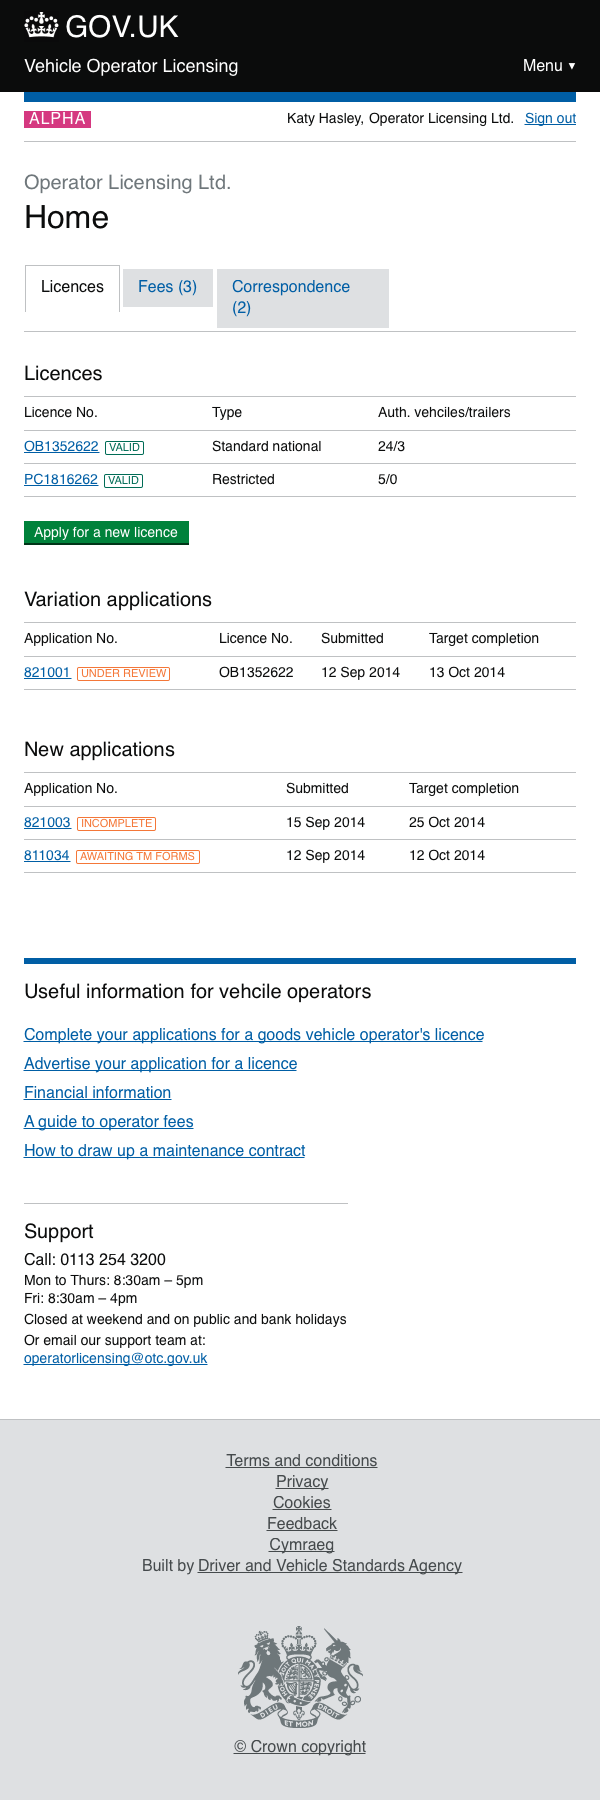 GOV.UK
Vehicle Operator Licensing Menu ▼
ALPHA Katy Hasley, Operator Licensing Ltd. Sign out
Operator Licensing Ltd.
Home
Licences Fees (3) Correspondence
(2)
Licences
Licence No. Type Auth. vehciles/trailers
OB1352622 VALID Standard national 24/3
PC1816262 VALID Restricted 5/0
Apply for a new licence
Variation applications
Application No. Licence No. Submitted Target completion
821001 UNDER REVIEW OB1352622 12 Sep 2014 13 Oct 2014
New applications
Application No. Submitted Target completion
821003 INCOMPLETE 15 Sep 2014 25 Oct 2014
811034 AWAITING TM FORMS 12 Sep 2014 12 Oct 2014
Useful information for vehcile operators
Complete your applications for a goods vehicle operator's licence
Advertise your application for a licence
Financial information
A guide to operator fees
How to draw up a maintenance contract
Support
Call: 0113 254 3200
Mon to Thurs: 8:30am – 5pm
Fri: 8:30am – 4pm
Closed at weekend and on public and bank holidays
Or email our support team at:
operatorlicensing@otc.gov.uk
Terms and conditions
Privacy
Cookies
Feedback
Cymraeg
Built by Driver and Vehicle Standards Agency
DIEU ET MON DROIT
© Crown copyright